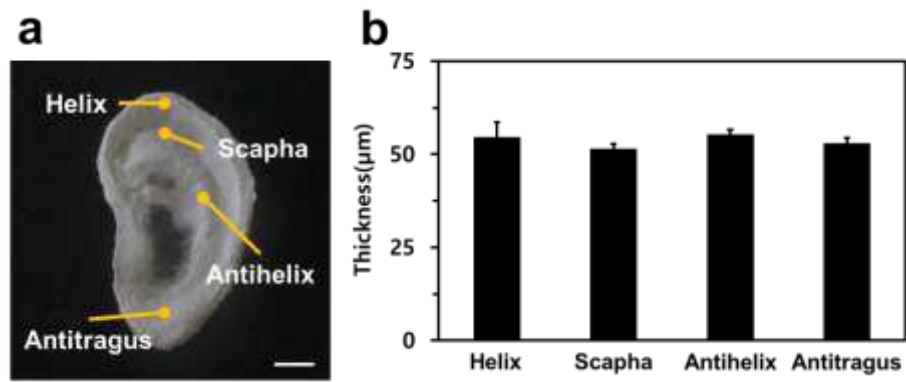 a
Helix
Scapha
Antihelix
Antitragus
b
Thickness(μm)
75
50
25
0
Helix Scapha Antihelix Antitragus